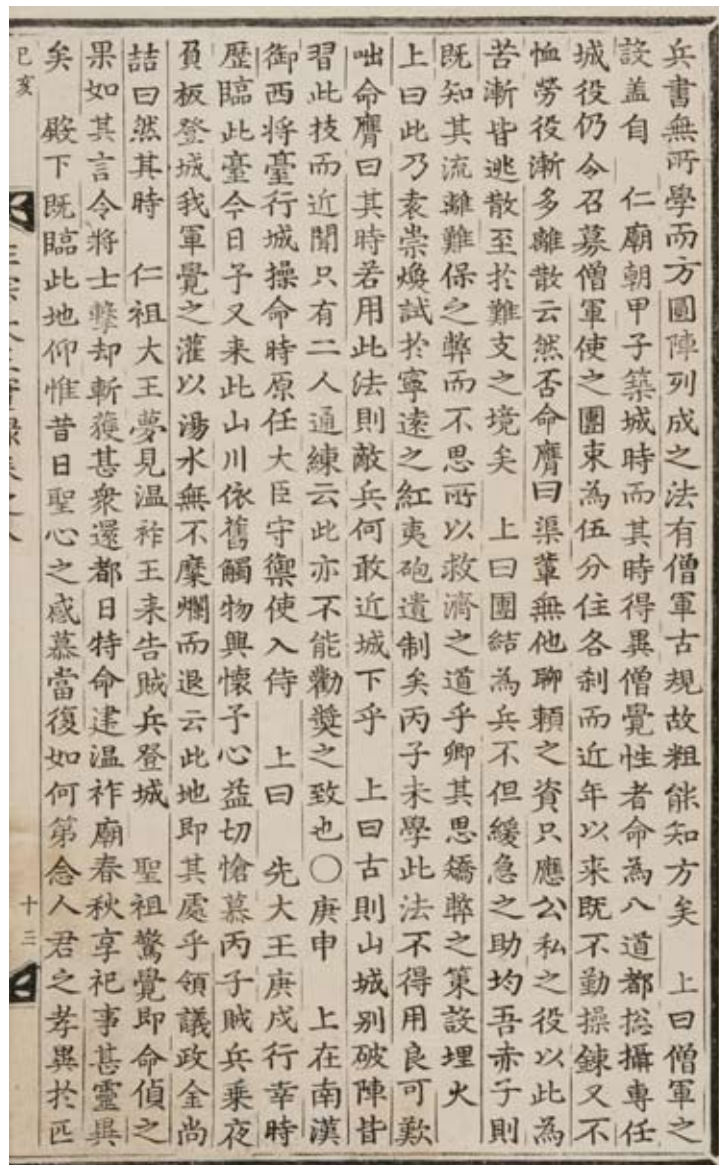 兵書無所學而方圓陣列成之法有僧軍古規故粗能知方矣 上曰僧軍之
設盖自 仁廟朝甲子築城時而其時得異僧覺性者命為八道都捴攝專任
城役仍令召募僧軍使之團束為伍分住各刹而近年以来既不勤操鍊又不
恤勞役漸多離散云然否命膺曰渠輩無他聊賴之資只應公私之役以此為
苦漸皆逃散至於難支之境矣 上曰團結為兵不但緩急之助均吾赤子則
既知其流離難保之弊而不思所以救濟之道乎卿其思矯弊之策設埋火
上曰此乃袁崇煥試於寧遠之紅夷砲遺制矣丙子未學此法不得用良可歎
咄命膺曰其時若用此法則敵兵何敢近城下乎 上曰古則山城別破陣皆
習此技而近聞只有二人通練云此亦不能勸奬之致也○庚申 上在南漢
御西將臺行城操命時原任大臣守禦使入侍 上曰 先大王庚戌行幸時
歷臨此臺今日予又来此山川依舊觸物興懷予心益切愴慕丙子賊兵乗夜
負板登城我軍覺之灌以湯水無不糜爛而退云此地即其處乎領議政金尚
喆曰然其時 仁祖大王夢見温祚王来告賊兵登城 聖祖驚覺即命偵之
果如其言令將士擊却斬獲甚衆還都日特命建温祚廟春秋享祀事甚靈異
矣 殿下既臨此地仰惟昔日聖心之感慕當復如何第念人君之孝異於匹
己亥
十三